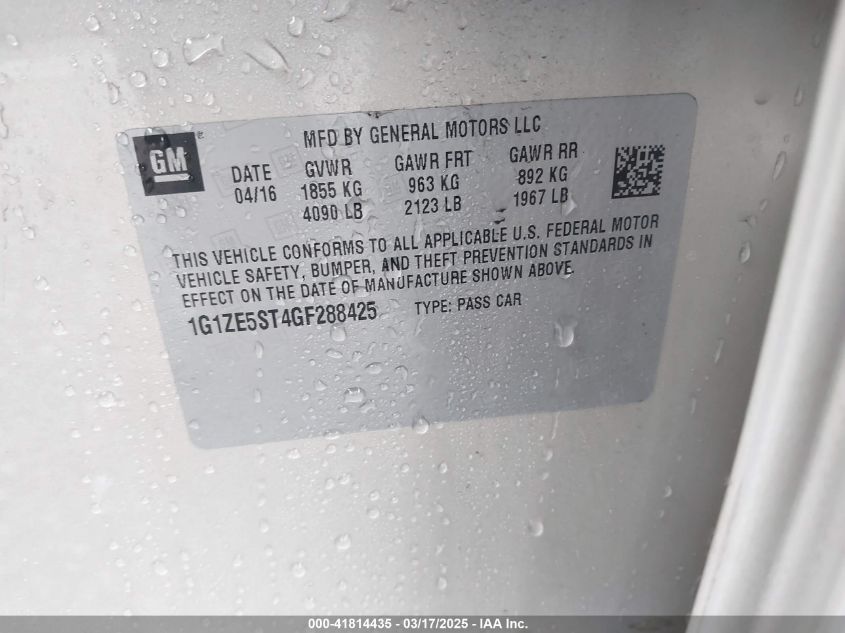 GM
®
MFD BY GENERAL MOTORS LLC
DATE GVWR GAWR FRT GAWR RR
04/16 1855 KG 963 KG 892 KG
4090 LB 2123 LB 1967 LB
THIS VEHICLE CONFORMS TO ALL APPLICABLE U.S. FEDERAL MOTOR
VEHICLE SAFETY, BUMPER, AND THEFT PREVENTION STANDARDS IN
EFFECT ON THE DATE OF MANUFACTURE SHOWN ABOVE.
1G1ZE5ST4GF288425 TYPE: PASS CAR
000-41814435 - 03/17/2025 - IAA Inc.